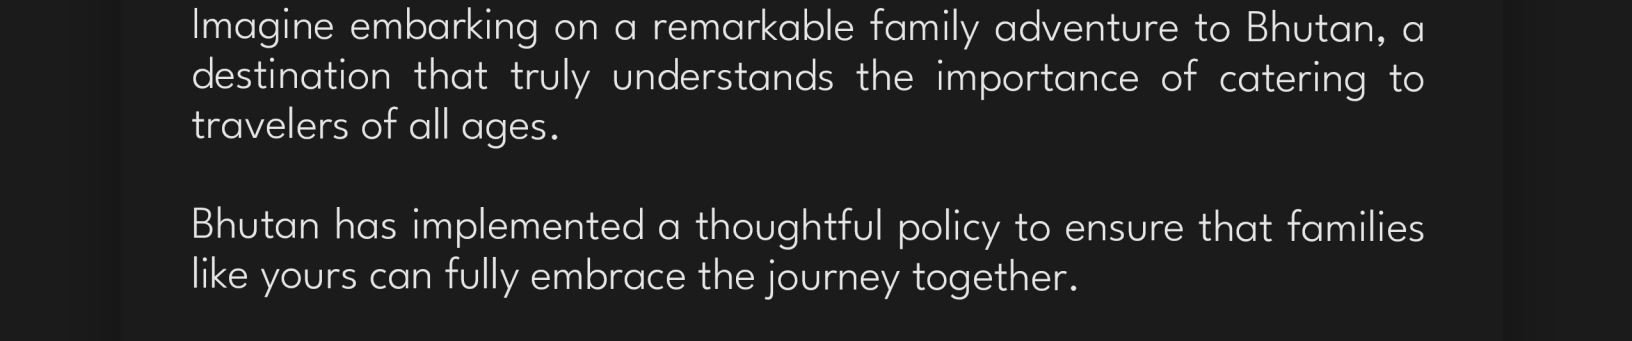 Imagine embarking on a remarkable family adventure to Bhutan, a
destination that truly understands the importance of catering to
travelers of all ages.
Bhutan has implemented a thoughtful policy to ensure that families
like yours can fully embrace the journey together.